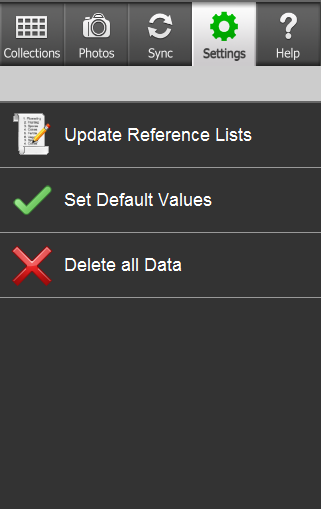 Collections Photos Sync Settings Help
Update Reference Lists
Set Default Values
Delete all Data